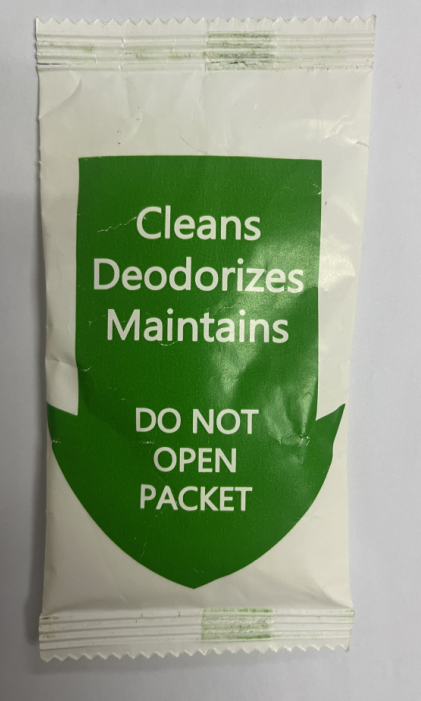 Cleans
Deodorizes
Maintains
DO NOT
OPEN
PACKET